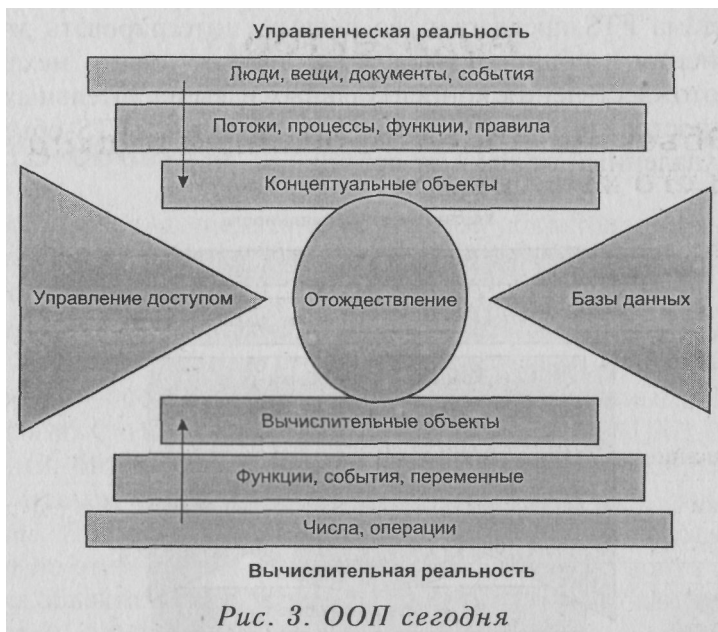 Управленческая реальность
Люди, вещи, документы, события
Потоки, процессы, функции, правила
Концептуальные объекты
Управление доступом
Отождествление
Базы данных
Вычислительные объекты
Функции, события, переменные
Числа, операции
Вычислительная реальность
Рис. 3. ООП сегодня